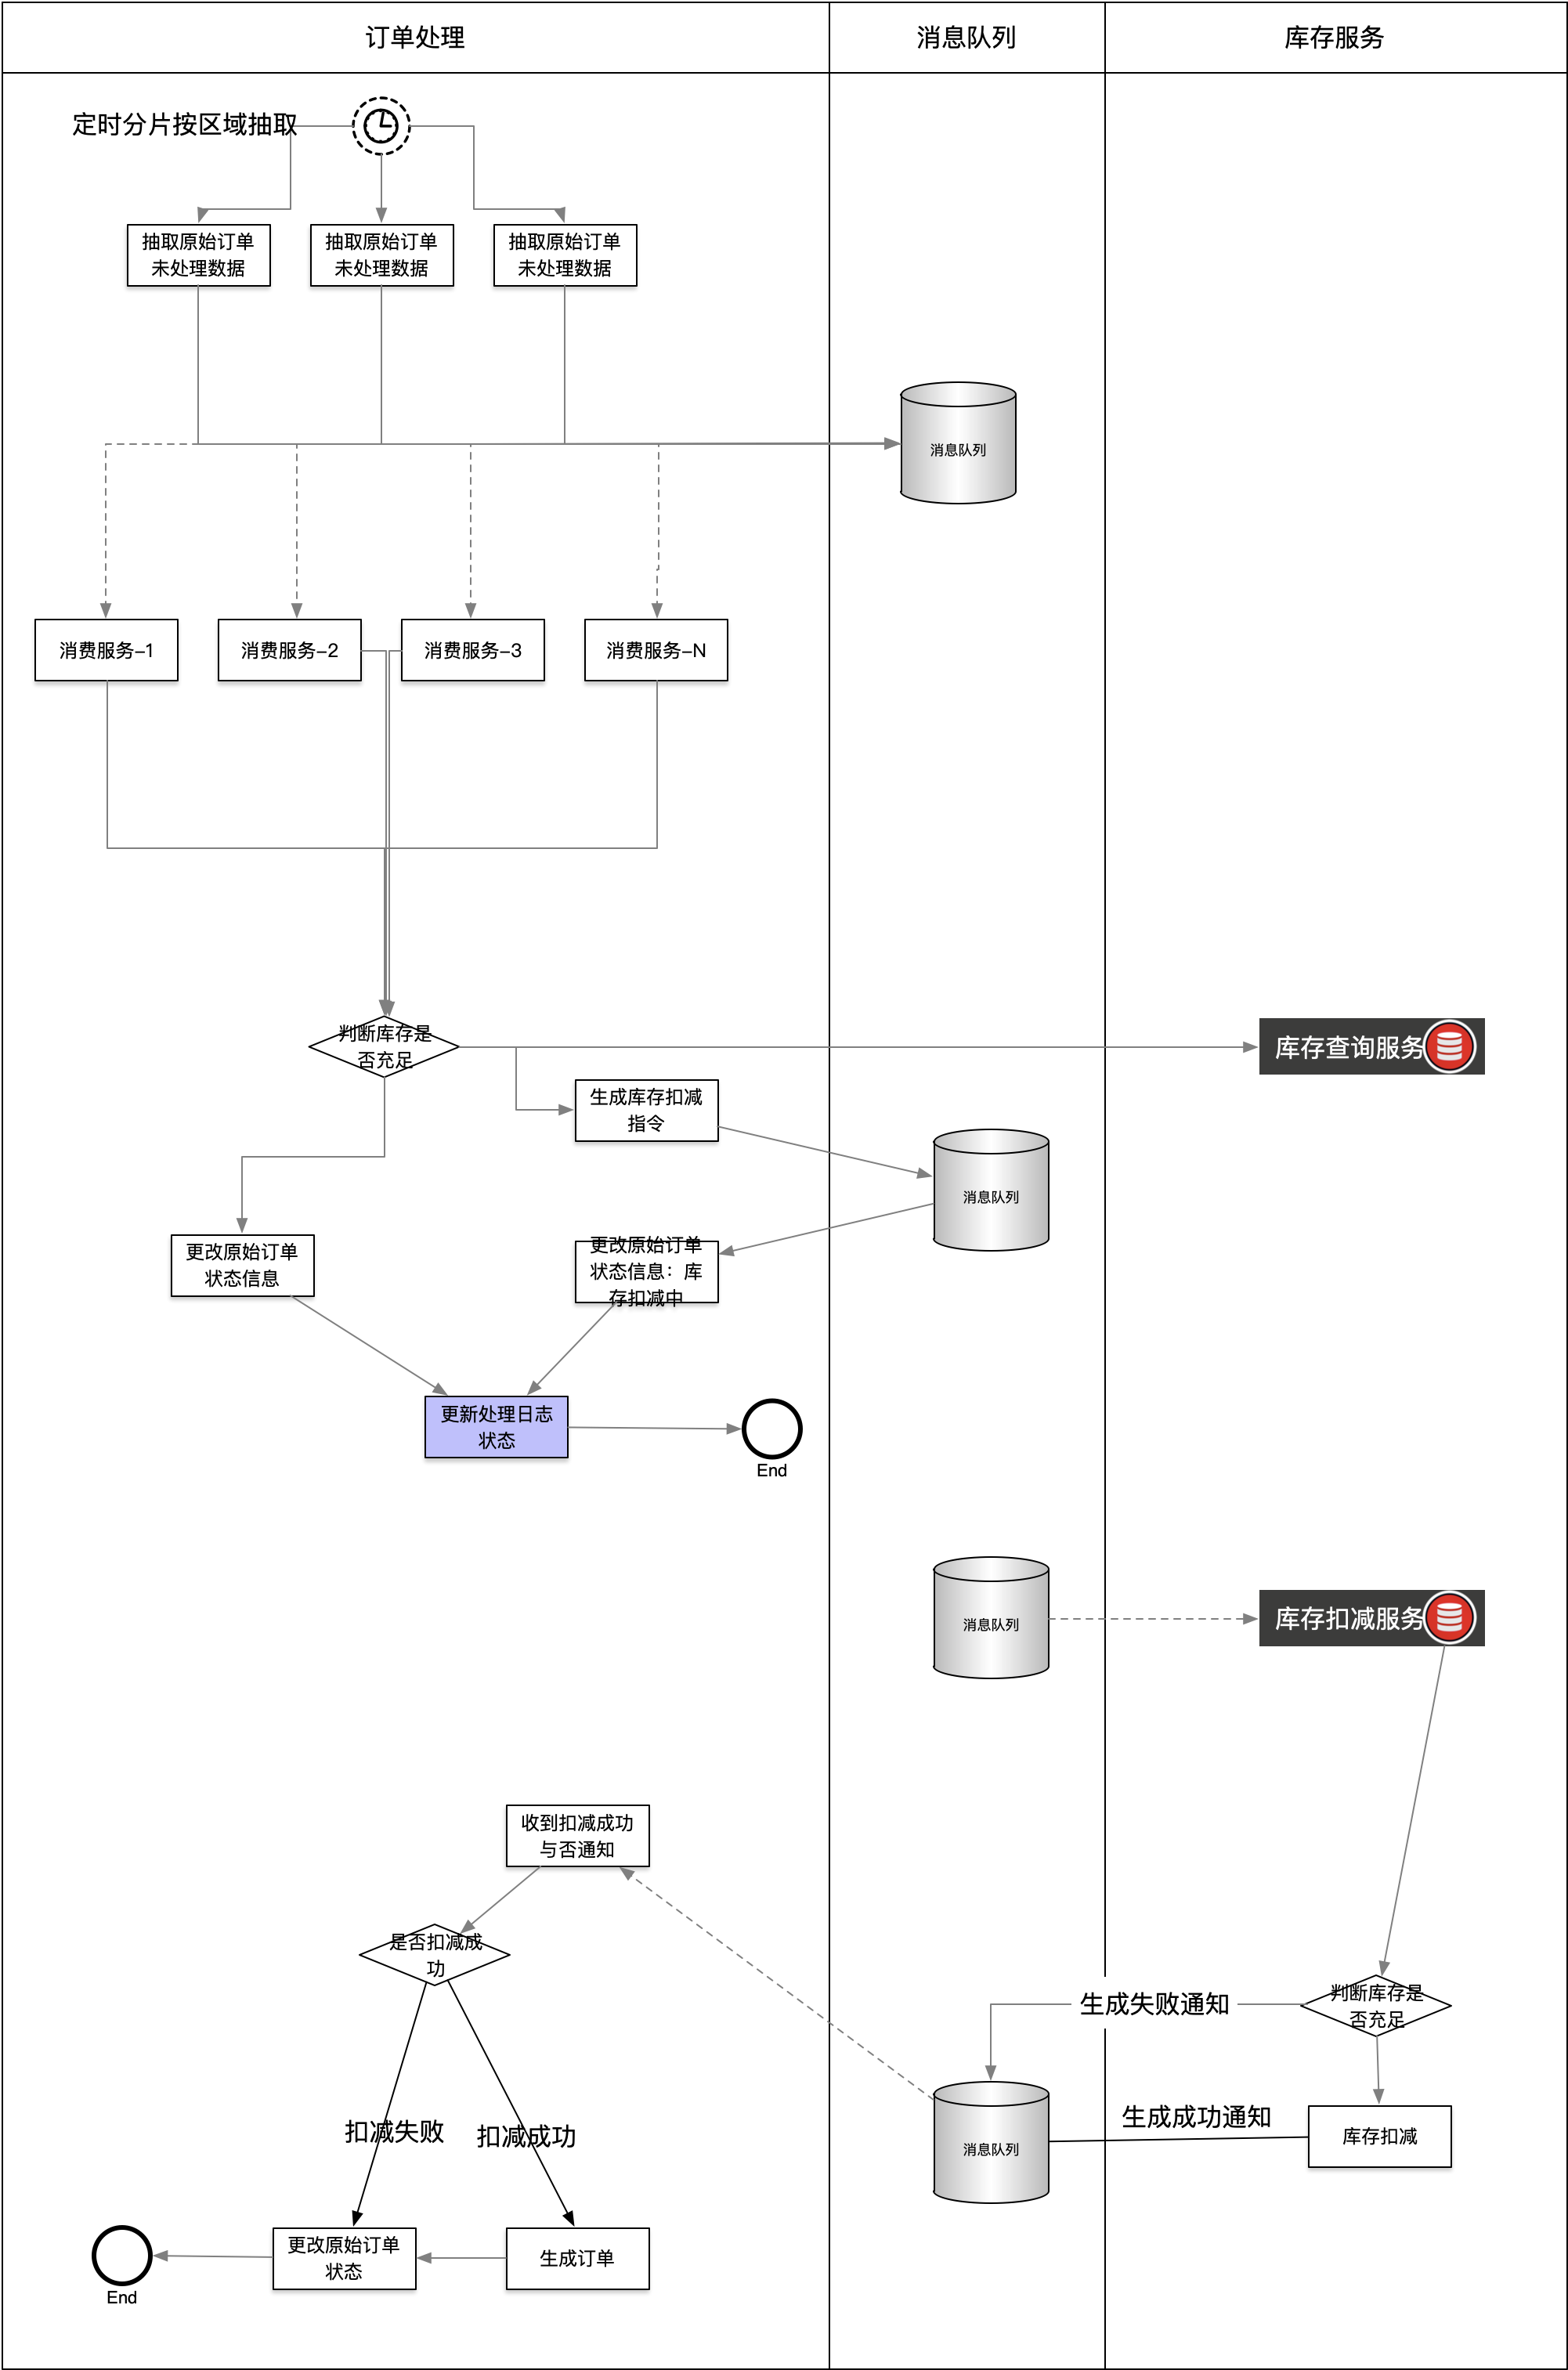 订单处理
消息队列
库存服务
定时分片按区域抽取
抽取原始订单
未处理数据
抽取原始订单
未处理数据
抽取原始订单
未处理数据
消息队列
消费服务-1
消费服务-2
消费服务-3
消费服务-N
判断库存是
否充足
库存查询服务
生成库存扣减
指令
消息队列
更改原始订单
状态信息
更改原始订单
状态信息：库
存扣减中
更新处理日志
状态
End
消息队列
库存扣减服务
收到扣减成功
与否通知
是否扣减成
功
判断库存是
否充足
生成失败通知
生成成功通知
消息队列
库存扣减
扣减失败
扣减成功
更改原始订单
状态
生成订单
End